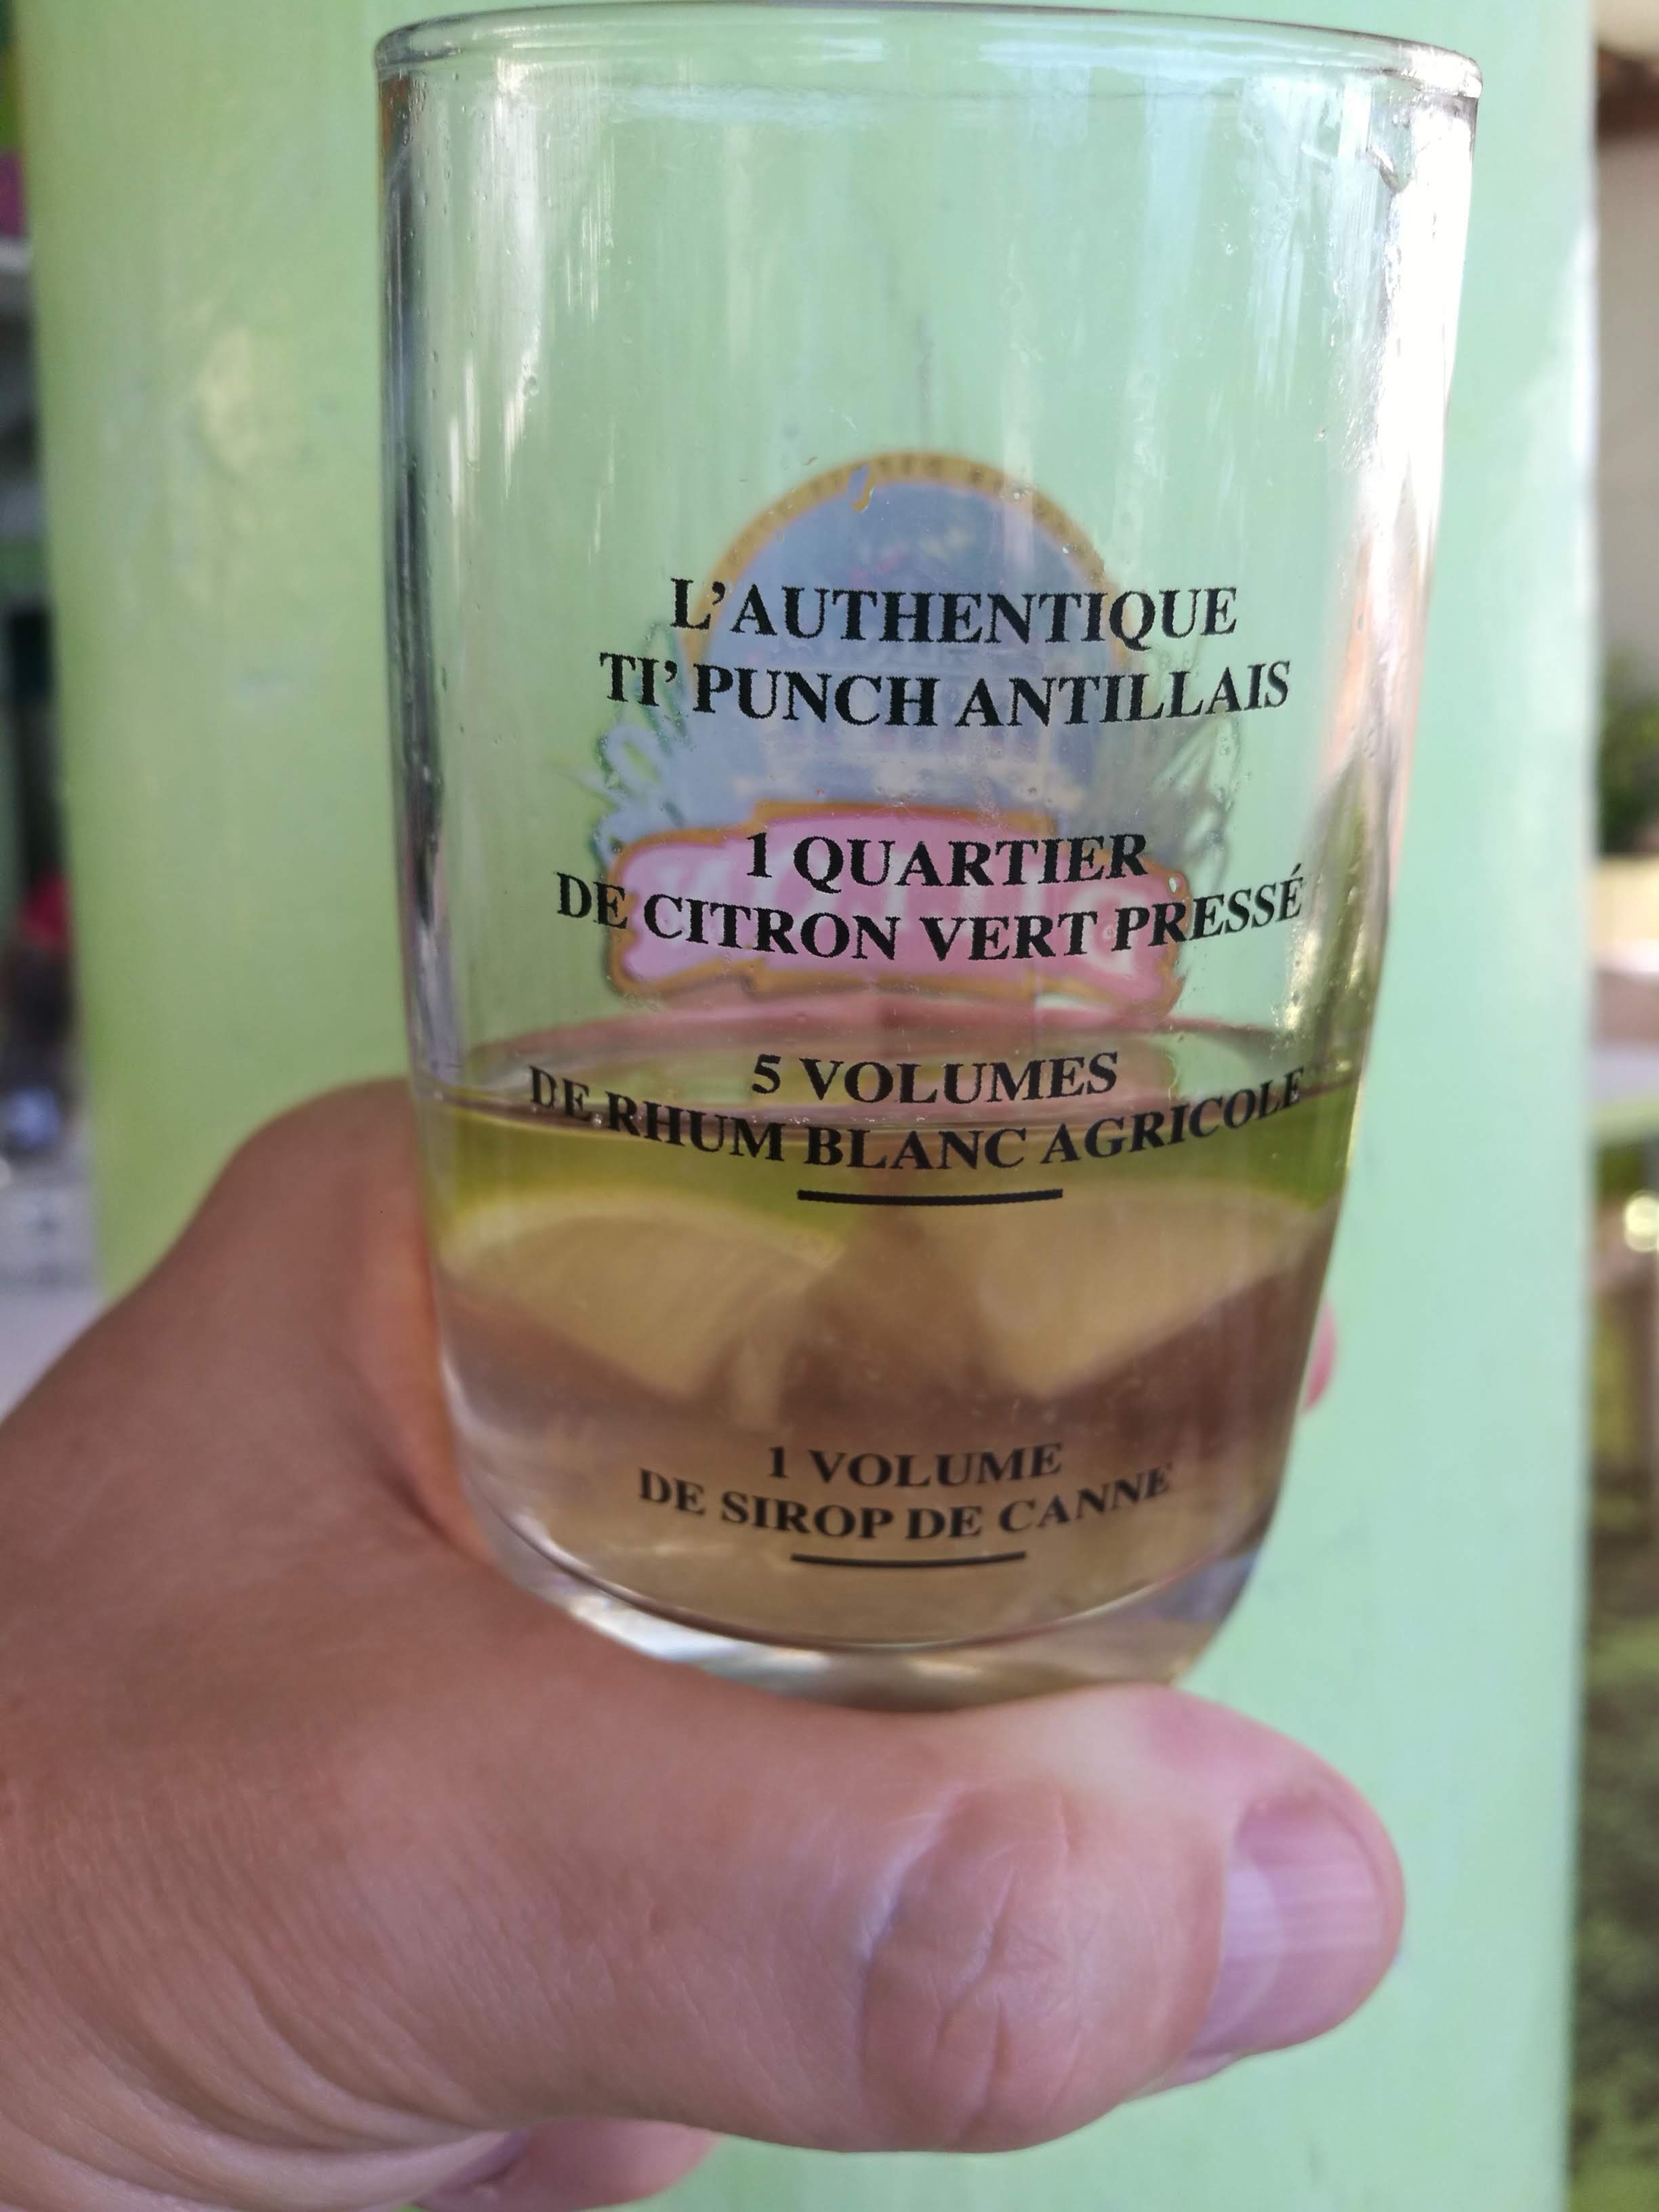 L'AUTHENTIQUE
TI' PUNCH ANTILLAIS
1 QUARTIER
DE CITRON VERT PRESSÉ
5 VOLUMES
DE RHUM BLANC AGRICOLE
1 VOLUME
DE SIROP DE CANNE